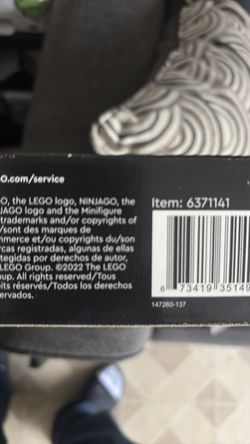 O.com/service
O, the LEGO logo, NINJAGO, the
JAGO logo and the Minifigure
trademarks and/or copyrights of
/sont des marques de
mmerce et/ou copyrights du/son
rcas registradas, algunas de ellas
tegidas por derechos de autor,
LEGO Group. ©2022 The LEGO
oup. All rights reserved/Tous
oits réservés/Todos los derechos
ervados.
Item: 6371141
6 73419 35149
147260-137